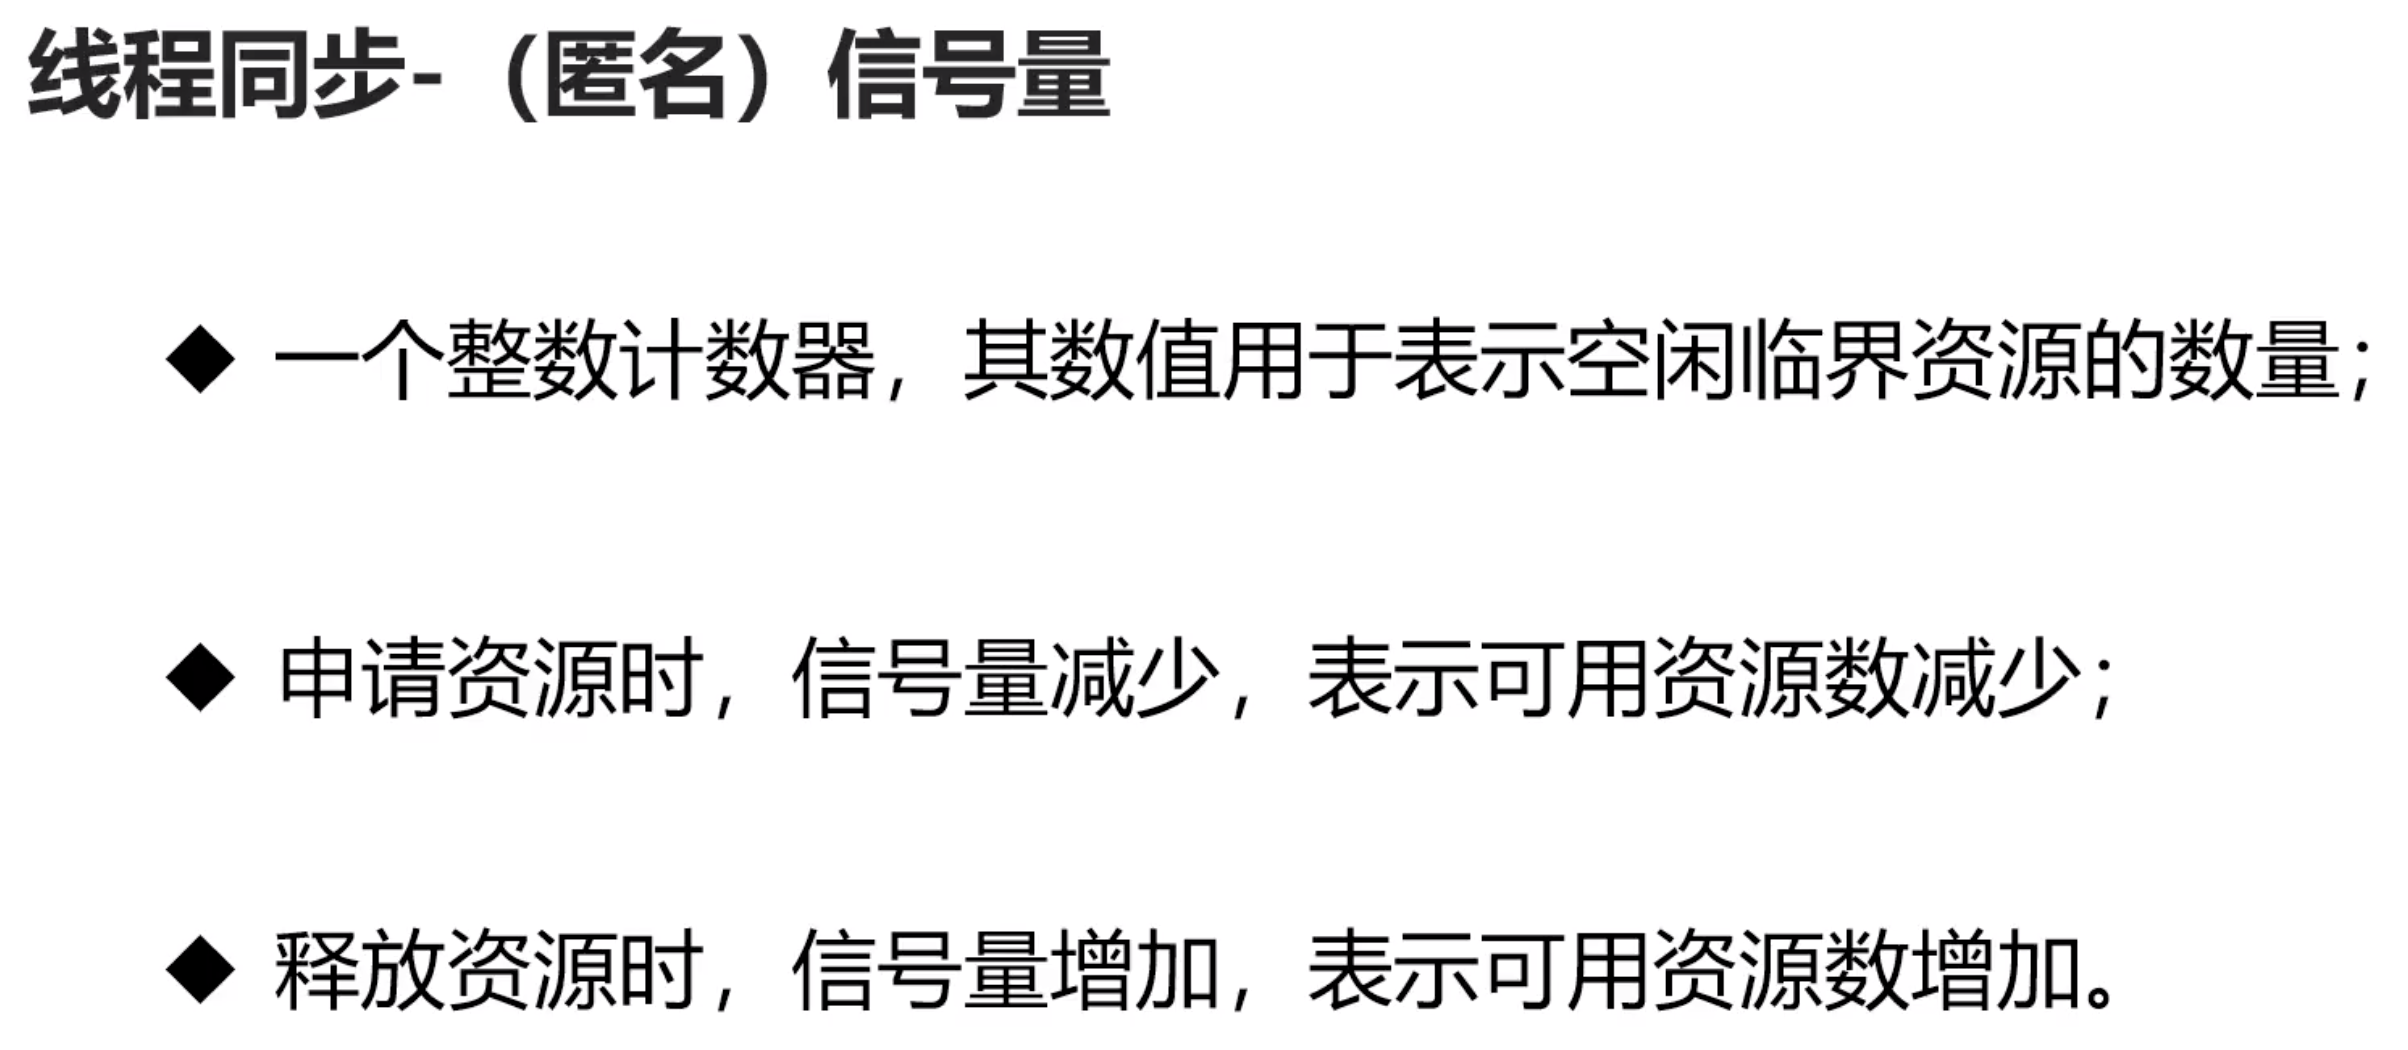 线程同步-（匿名）信号量
◆ 一个整数计数器，其数值用于表示空闲临界资源的数量；
◆ 申请资源时，信号量减少，表示可用资源数减少；
◆ 释放资源时，信号量增加，表示可用资源数增加。